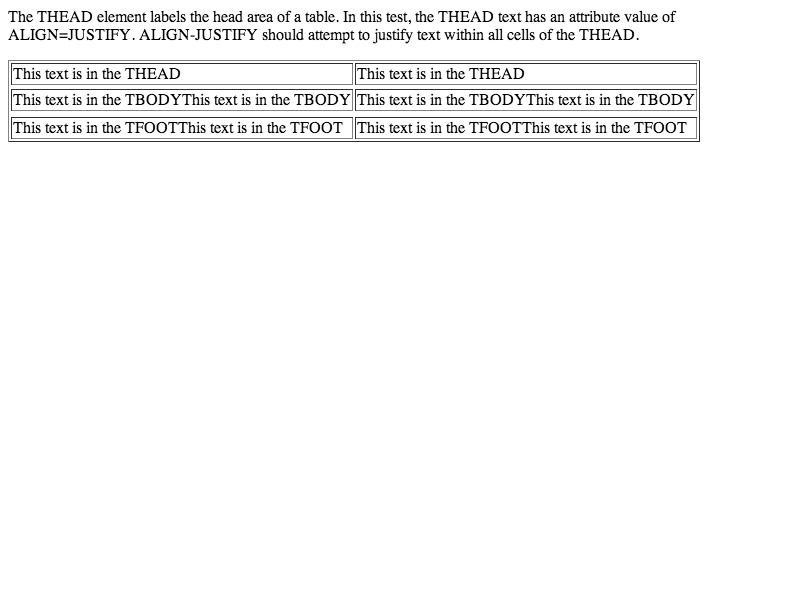 The THEAD element labels the head area of a table. In this test, the THEAD text has an attribute value of
ALIGN=JUSTIFY. ALIGN-JUSTIFY should attempt to justify text within all cells of the THEAD.
This text is in the THEAD This text is in the THEAD
This text is in the TBODYThis text is in the TBODY This text is in the TBODYThis text is in the TBODY
This text is in the TFOOTThis text is in the TFOOT This text is in the TFOOTThis text is in the TFOOT